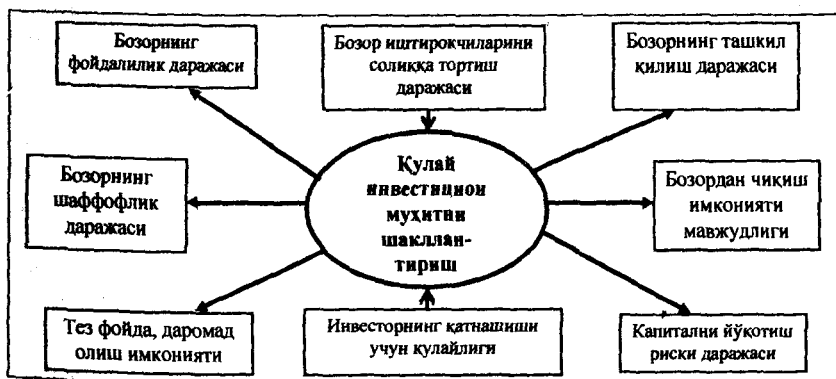 Бозорнинг
фойдалилик даражаси
Бозор иштирокчиларини
солиққа тортиш
даражаси
Бозорнинг ташкил
қилиш даражаси
Бозорнинг
шаффофлик
даражаси
Қулай
инвестицион
муҳитни
шакллан-
тириш
Бозордан чиқиш
имконияти
мавжудлиги
Тез фойда, даромад
олиш имконияти
Инвесторнинг қатнашиши
учун қулайлиги
Капитални йўқотиш
риски даражаси